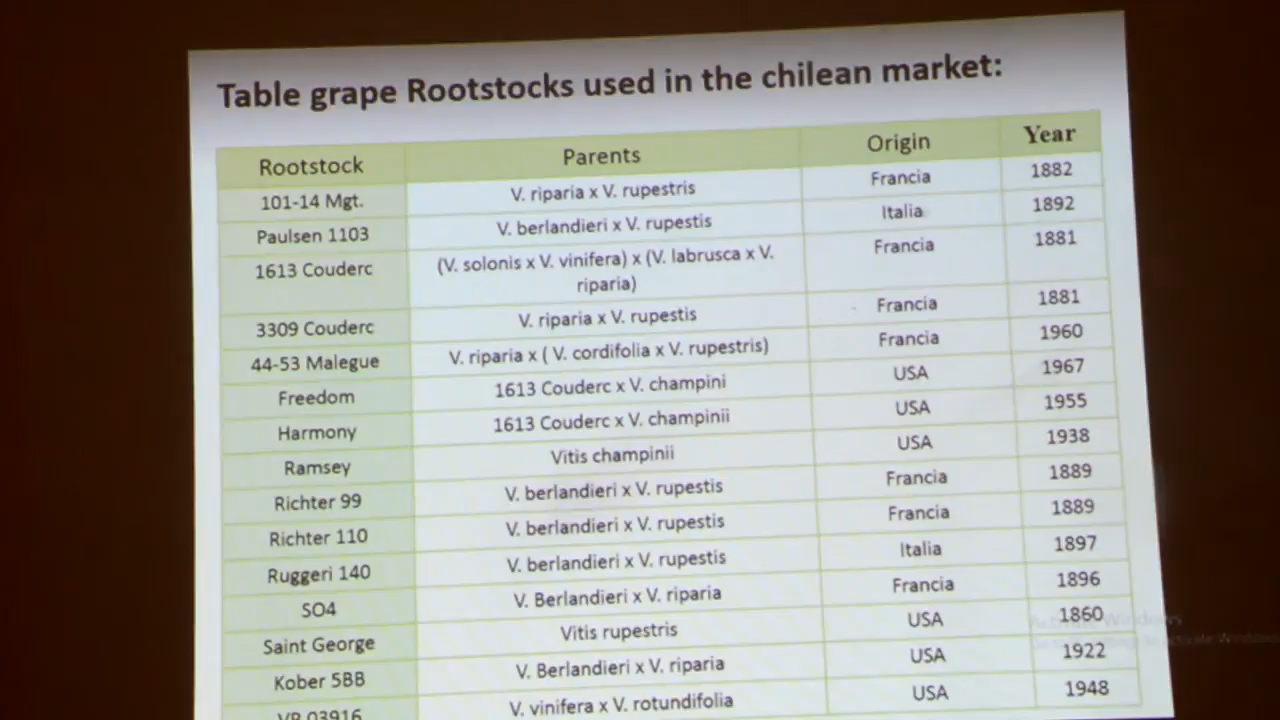 Table grape Rootstocks used in the chilean market:
Rootstock Parents Origin Year
101-14 Mgt. V. riparia x V. rupestris Francia 1882
Paulsen 1103 V. berlandieri x V. rupestis Italia 1892
1613 Couderc (V. solonis x V. vinifera) x (V. labrusca x V. Francia 1881
riparia)
3309 Couderc V. riparia x V. rupestis Francia 1881
44-53 Malegue V. riparia x ( V. cordifolia x V. rupestris) Francia 1960
Freedom 1613 Couderc x V. champini USA 1967
Harmony 1613 Couderc x V. champinii USA 1955
Ramsey Vitis champinii USA 1938
Richter 99 V. berlandieri x V. rupestis Francia 1889
Richter 110 V. berlandieri x V. rupestis Francia 1889
Ruggeri 140 V. berlandieri x V. rupestis Italia 1897
SO4 V. Berlandieri x V. riparia Francia 1896
Saint George Vitis rupestris USA 1860
Kober 5BB V. Berlandieri x V. riparia USA 1922
VR 03916 V. vinifera x V. rotundifolia USA 1948